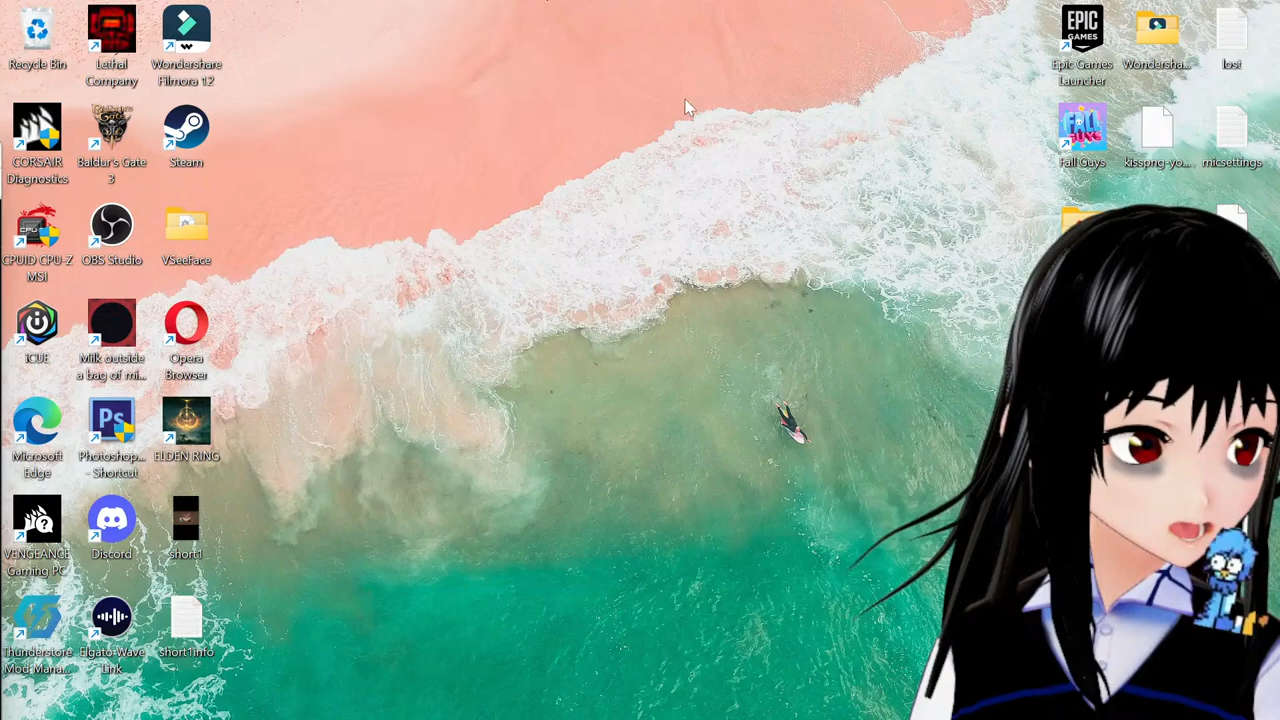 Recycle Bin
Lethal
Company
Wondershare
Filmora 12
CORSAIR
Diagnostics
Baldur's Gate
3
Steam
CPUID CPU-Z
MSI
OBS Studio
VSeeFace
iCUE
Milk outside
a bag of mi...
Opera
Browser
Microsoft
Edge
Ps
Photoshop...
- Shortcut
ELDEN RING
VENGEANCE
Gaming PC
Discord
short1
Thunderstore
Mod Mana...
Elgato Wave
Link
short1info
EPIC
GAMES
Epic Games
Launcher
Wondersha...
lost
FALL
GUYS
Fall Guys
kisspng-yo...
micsettings